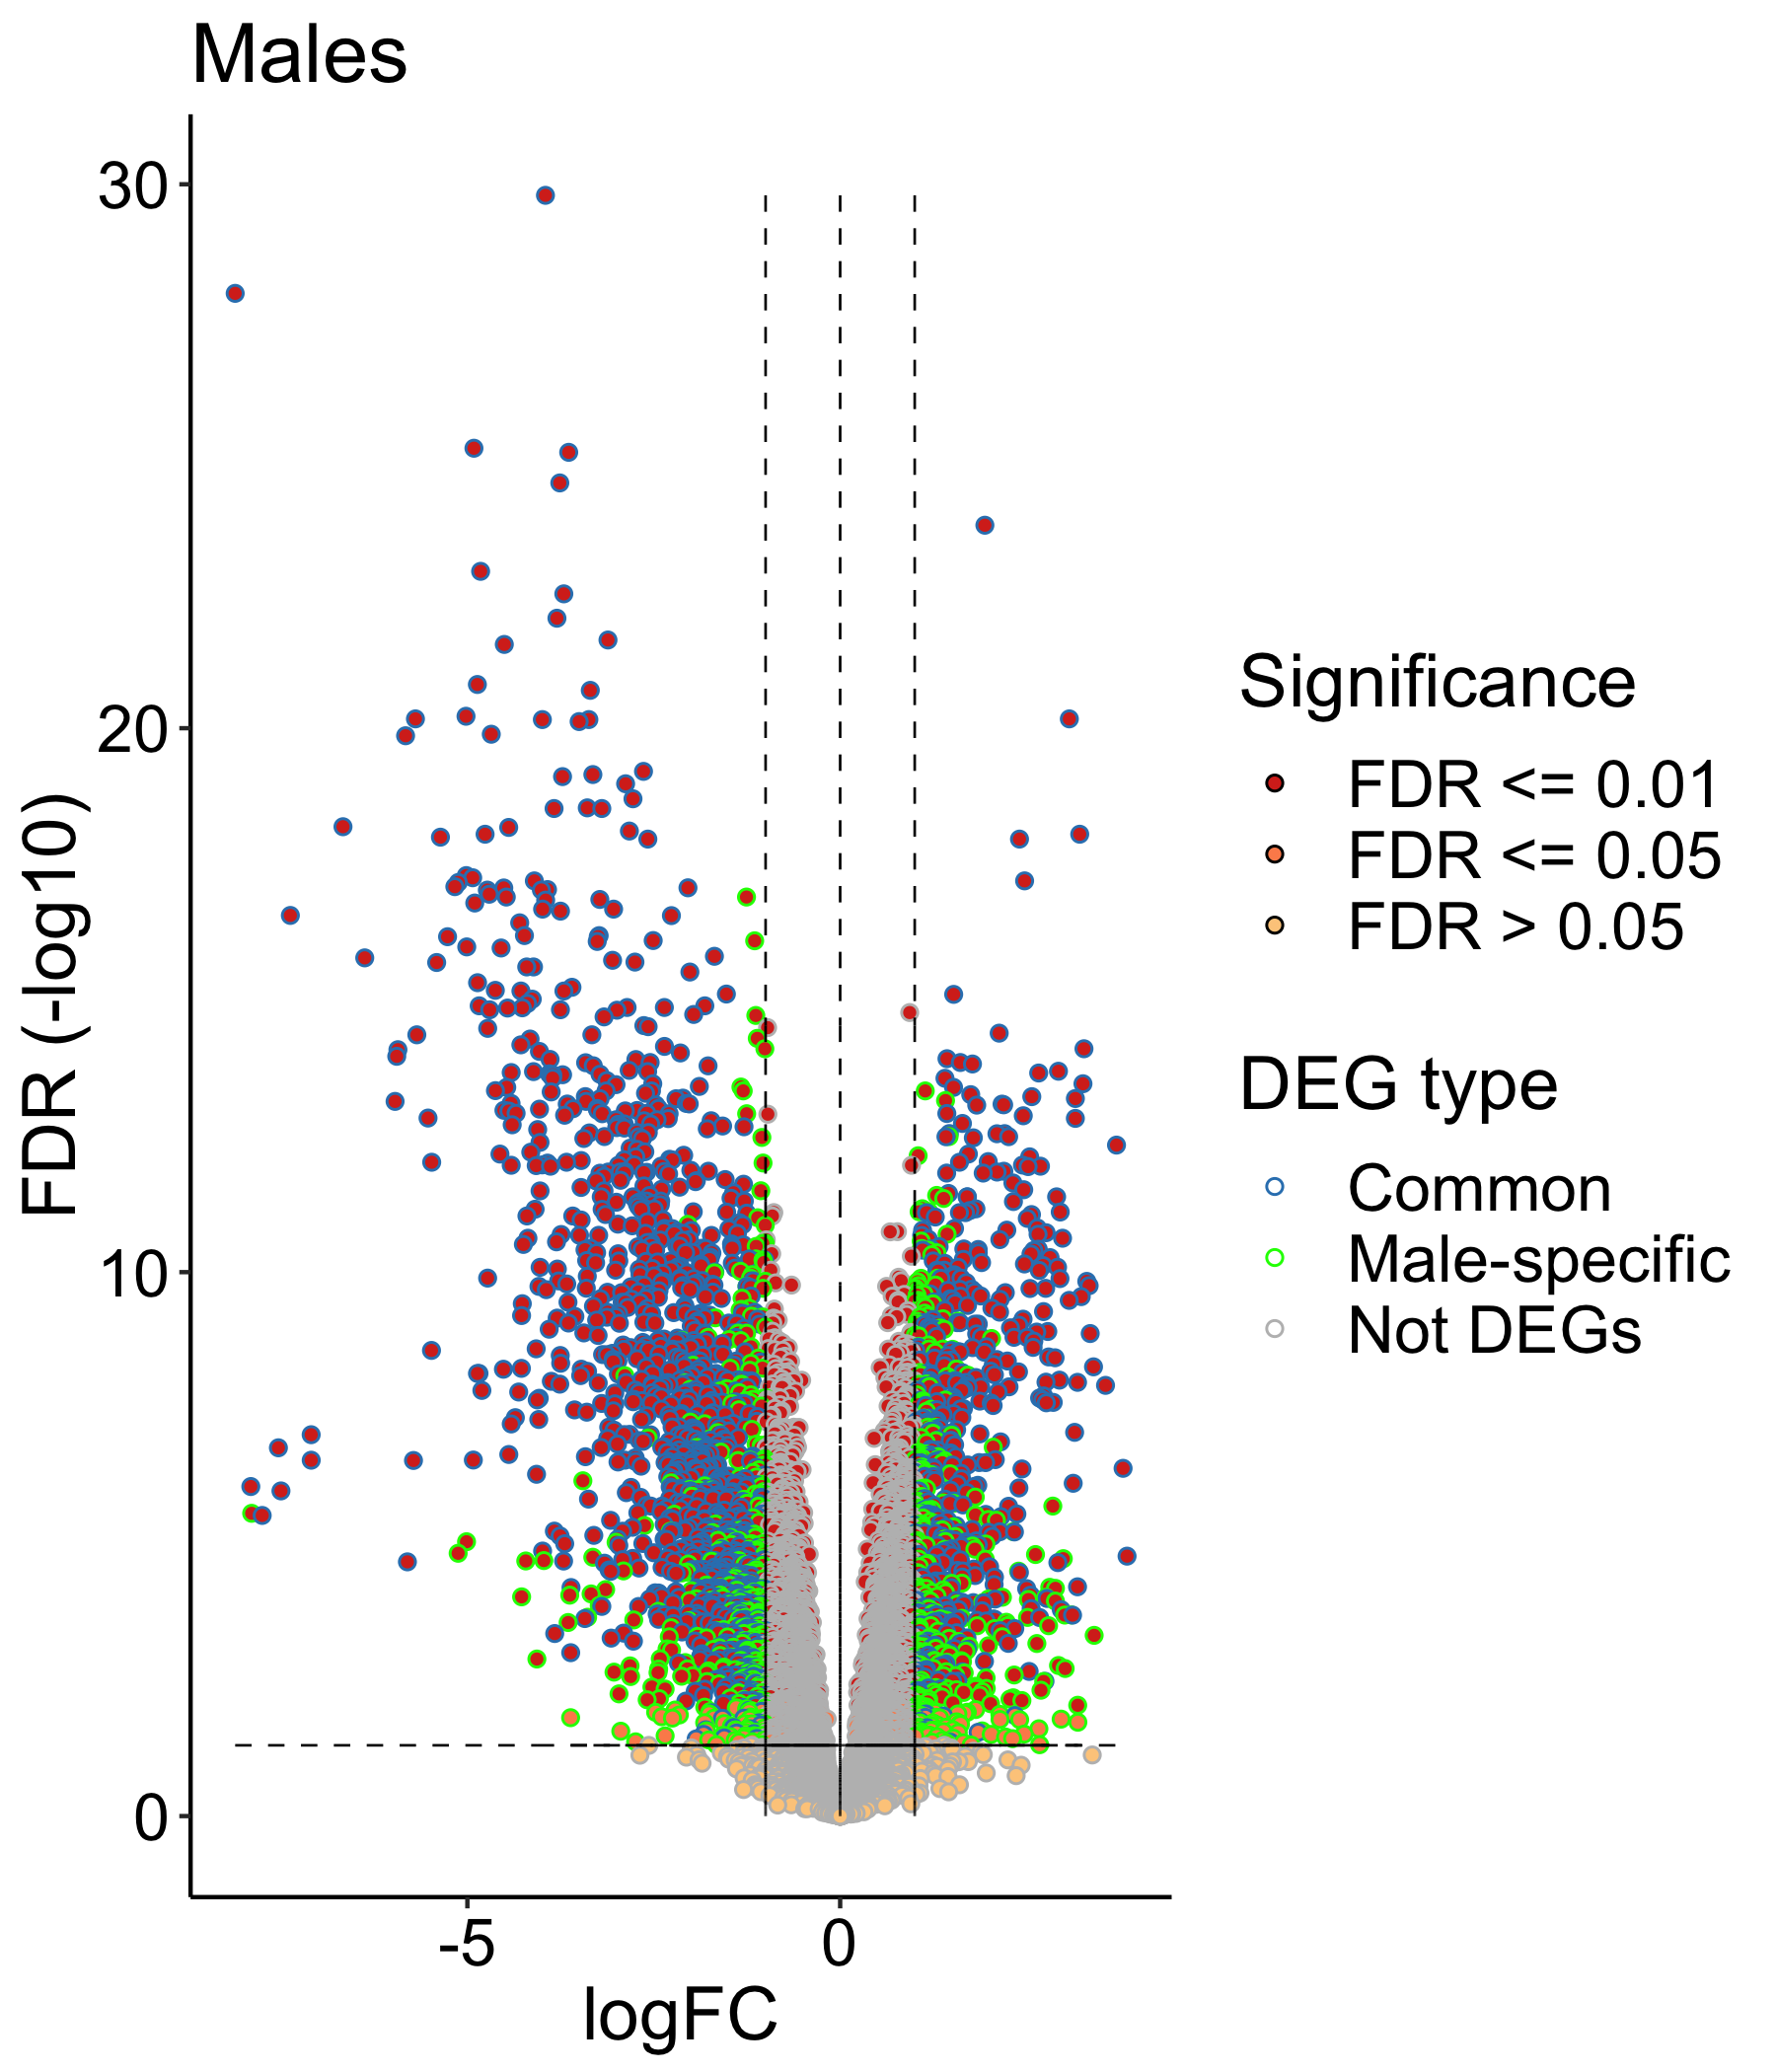 Males
30
20
10
0
FDR (-log10)
-5
0
logFC
Significance
FDR <= 0.01
FDR <= 0.05
FDR > 0.05
DEG type
Common
Male-specific
Not DEGs